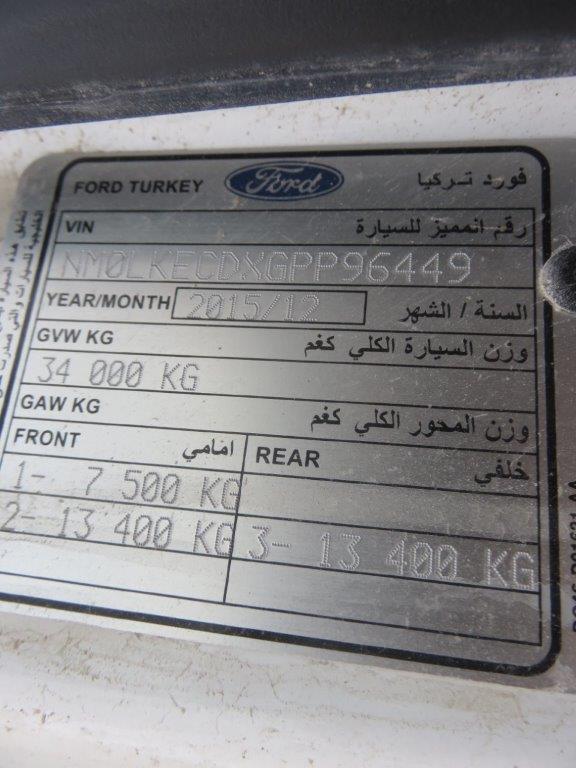 FORD TURKEY Ford فورد تركيا
VIN رقم المميز للسيارة
NM0LKECDXGPP96449
YEAR/MONTH 2015/12 السنة / الشهر
GVW KG وزن السيارة الكلي كغم
34 000 KG
GAW KG وزن المحور الكلي كغم
FRONT امامي REAR خلفي
1- 7 500 KG
2- 13 400 KG 3- 13 400 KG